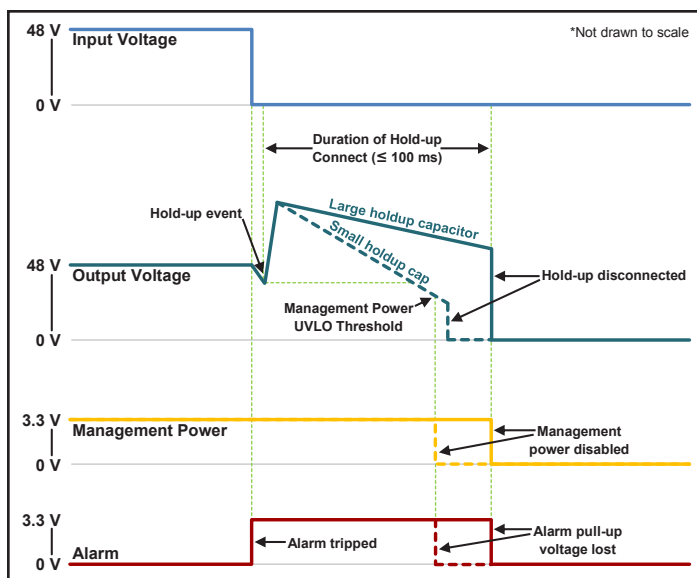 48 V
Input Voltage
*Not drawn to scale
0 V
Duration of Hold-up
Connect (≤ 100 ms)
Hold-up event
Large holdup capacitor
Small holdup cap
48 V
Output Voltage
Hold-up disconnected
Management Power
UVLO Threshold
0 V
3.3 V
Management Power
Management
power disabled
0 V
3.3 V
Alarm tripped
Alarm pull-up
voltage lost
Alarm
0 V